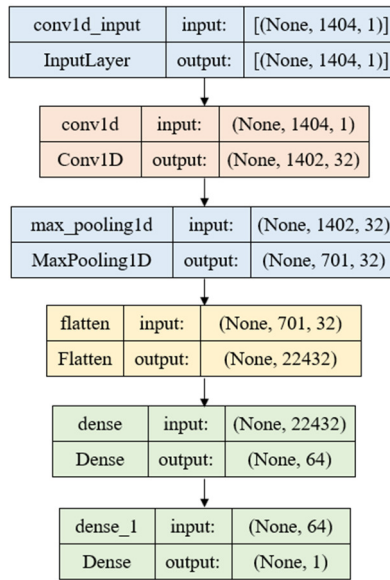 conv1d_input input: [(None, 1404, 1)]
InputLayer output: [(None, 1404, 1)]
conv1d input: (None, 1404, 1)
Conv1D output: (None, 1402, 32)
max_pooling1d input: (None, 1402, 32)
MaxPooling1D output: (None, 701, 32)
flatten input: (None, 701, 32)
Flatten output: (None, 22432)
dense input: (None, 22432)
Dense output: (None, 64)
dense_1 input: (None, 64)
Dense output: (None, 1)